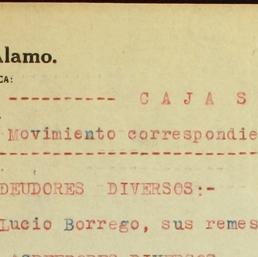 Alamo.
CA:
---------- C A J A S
Movimiento correspondie
DEUDORES DIVERSOS:-
Lucio Borrego, sus remes